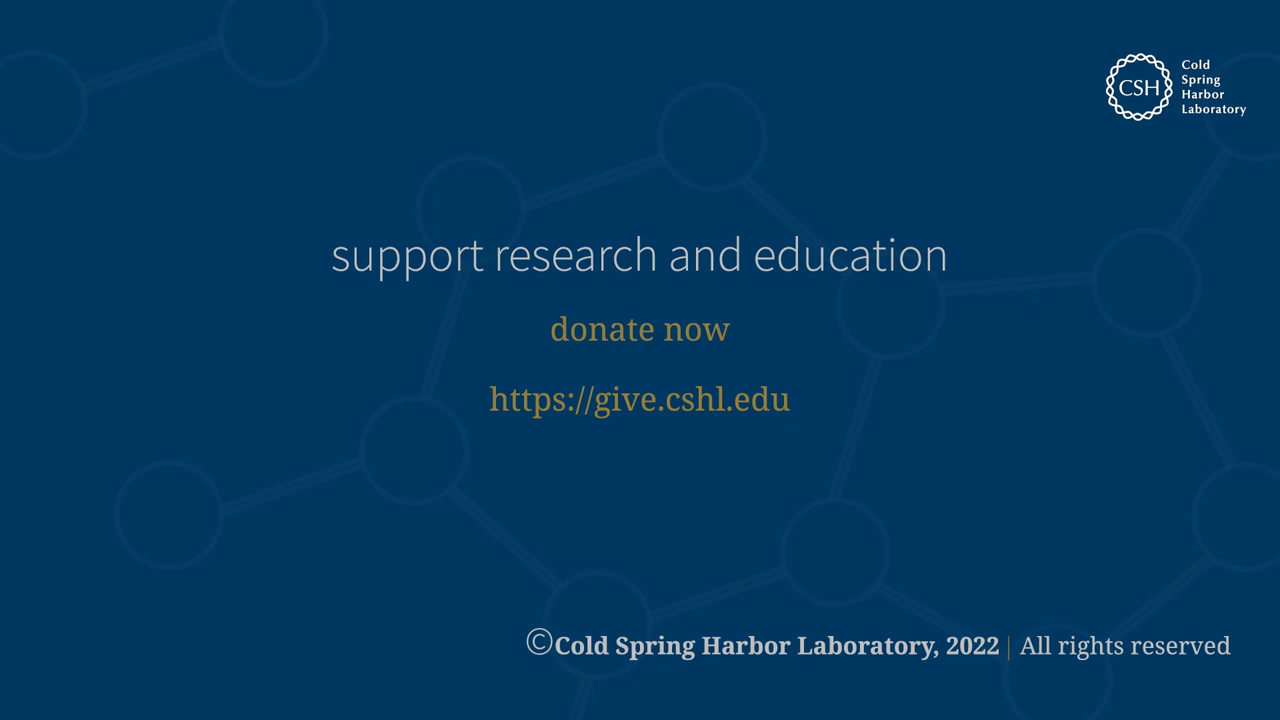 CSH
Cold
Spring
Harbor
Laboratory
support research and education
donate now
https://give.cshl.edu
©Cold Spring Harbor Laboratory, 2022 | All rights reserved